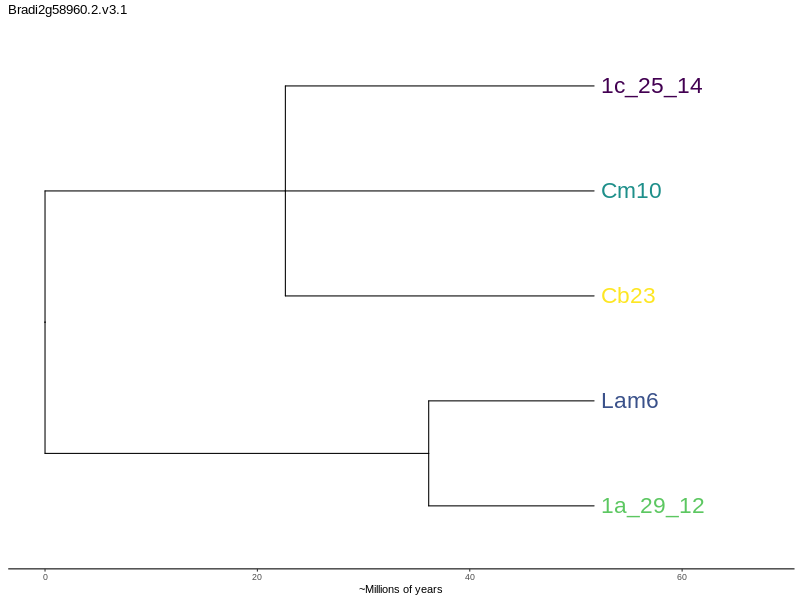 Bradi2g58960.2.v3.1
1c_25_14
Cm10
Cb23
Lam6
1a_29_12
0 20 40 60
~Millions of years